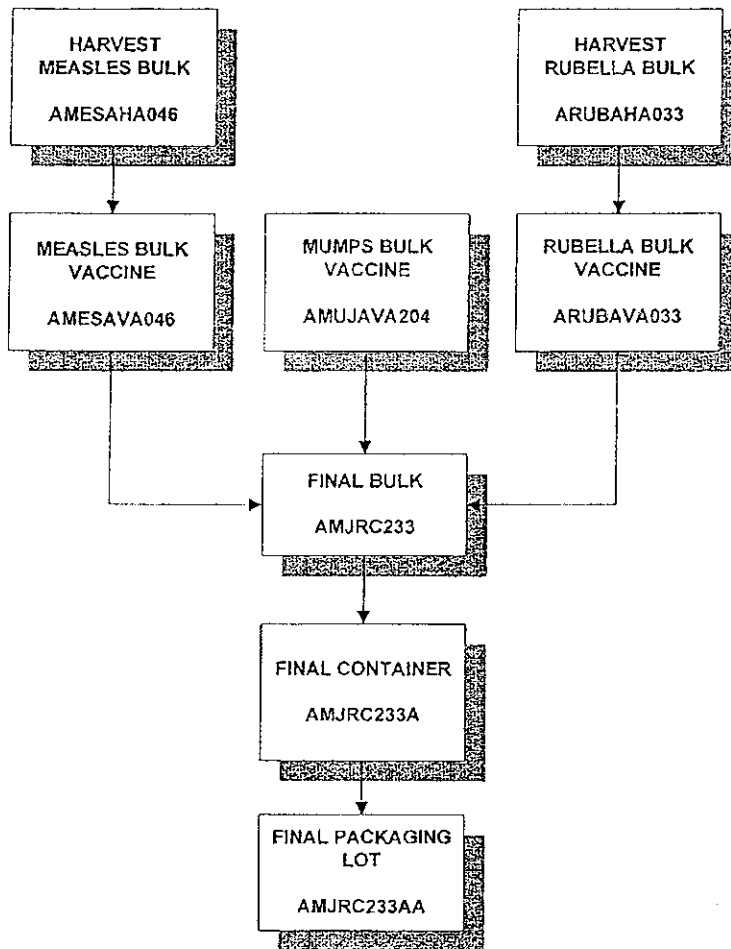 HARVEST
MEASLES BULK
AMESAHA046
HARVEST
RUBELLA BULK
ARUBAHA033
MEASLES BULK
VACCINE
AMESAVA046
MUMPS BULK
VACCINE
AMUJAVA204
RUBELLA BULK
VACCINE
ARUBAVA033
FINAL BULK
AMJRC233
FINAL CONTAINER
AMJRC233A
FINAL PACKAGING
LOT
AMJRC233AA